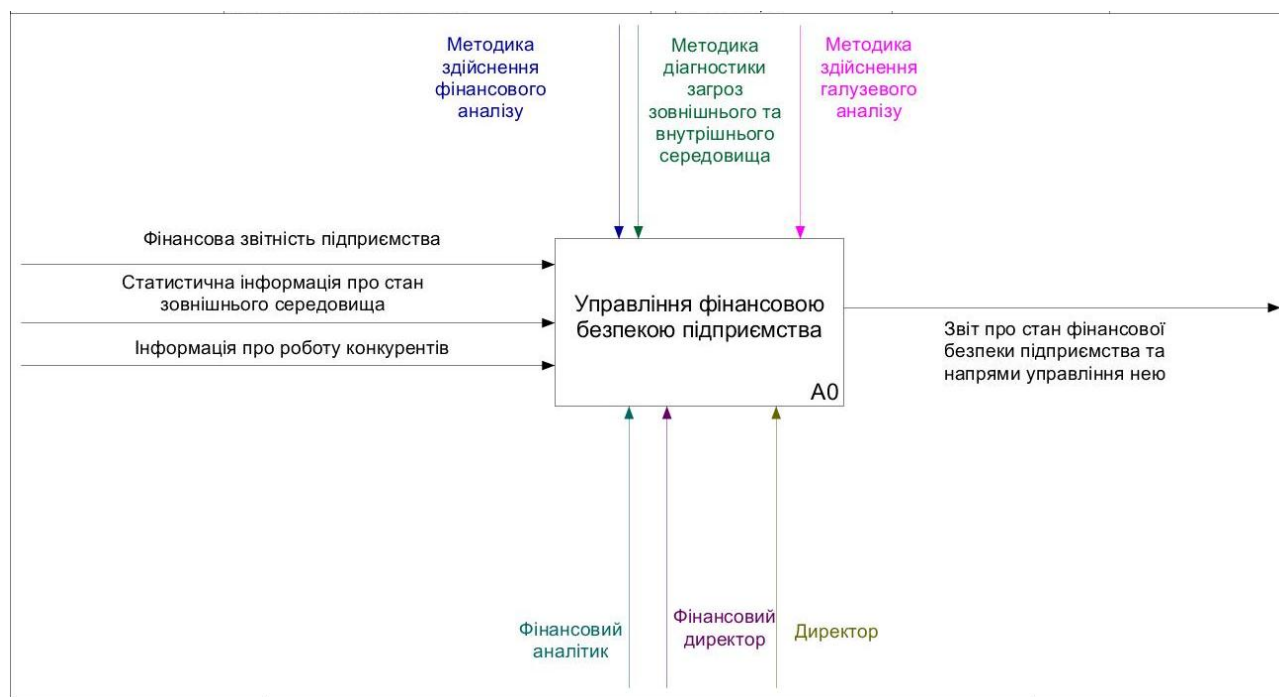 Методика
здійснення
фінансового
аналізу
Методика
діагностики
загроз
зовнішнього та
внутрішнього
середовища
Методика
здійснення
галузевого
аналізу
Фінансова звітність підприємства
Статистична інформація про стан
зовнішнього середовища
Інформація про роботу конкурентів
Управління фінансовою
безпекою підприємства
A0
Звіт про стан фінансової
безпеки підприємства та
напрями управління нею
Фінансовий
аналітик
Фінансовий
директор
Директор